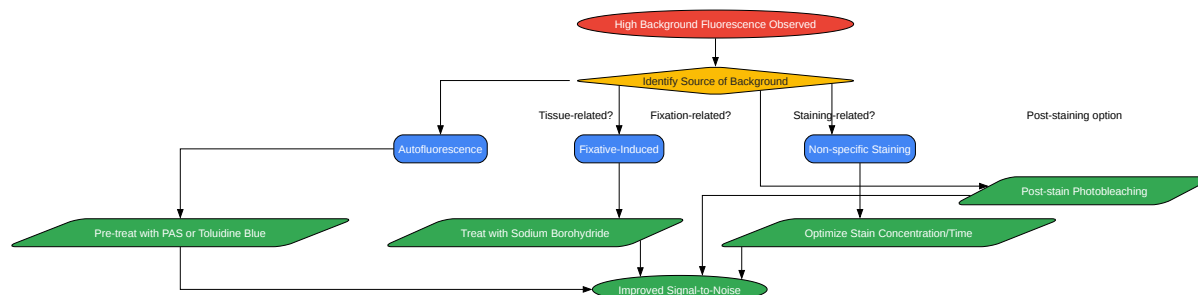 High Background Fluorescence Observed
Identify Source of Background
Tissue-related?
Fixation-related?
Staining-related?
Post-staining option
Autofluorescence
Fixative-Induced
Non-specific Staining
Post-stain Photobleaching
Pre-treat with PAS or Toluidine Blue
Treat with Sodium Borohydride
Optimize Stain Concentration/Time
Improved Signal-to-Noise